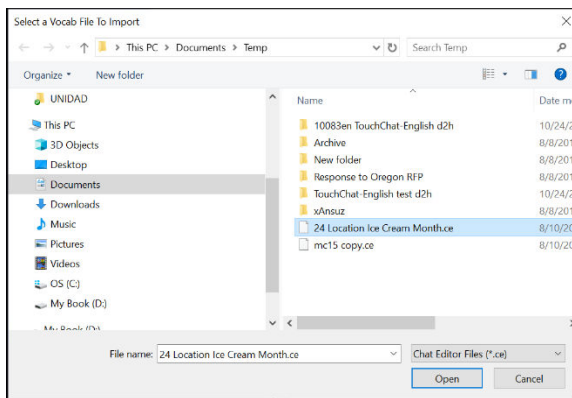 Select a Vocab File To Import
This PC > Documents > Temp
Search Temp
Organize
New folder
UNIDAD
This PC
3D Objects
Desktop
Documents
Downloads
Music
Pictures
Videos
OS (C:)
My Book (D:)
My Book (D:)
Name Date m
10083en TouchChat-English d2h 10/24/2
Archive 8/8/201
New folder 8/8/201
Response to Oregon RFP 8/8/201
TouchChat-English test d2h 10/24/2
xAnsuz 8/8/201
24 Location Ice Cream Month.ce 8/10/20
mc15 copy.ce 8/10/20
File name: 24 Location Ice Cream Month.ce
Chat Editor Files (*.ce)
Open Cancel